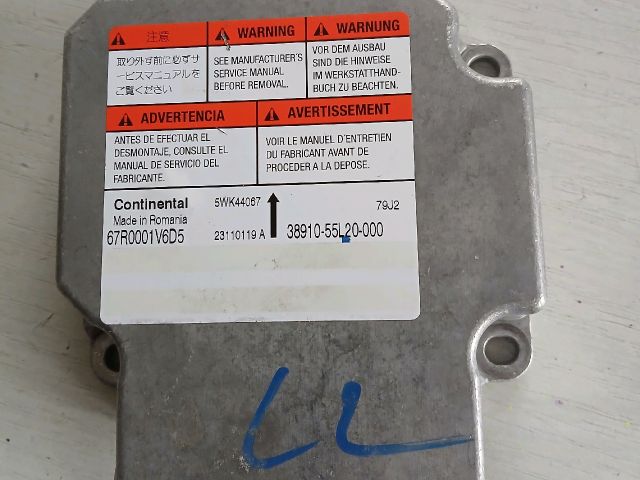 注意
取り外す前に必ずサ
ービスマニュアルを
ご覧ください
WARNING
SEE MANUFACTURER'S
SERVICE MANUAL
BEFORE REMOVAL.
WARNUNG
VOR DEM AUSBAU
SIND DIE HINWEISE
IM WERKSTATTHAND-
BUCH ZU BEACHTEN.
ADVERTENCIA
ANTES DE EFECTUAR EL
DESMONTAJE, CONSULTE EL
MANUAL DE SERVICIO DEL
FABRICANTE.
AVERTISSEMENT
VOIR LE MANUEL D'ENTRETIEN
DU FABRICANT AVANT DE
PROCEDER A LA DEPOSE.
Continental 5WK44067 79J2
Made in Romania
67R0001V6D5 23110119 A 38910-55L20-000
LL